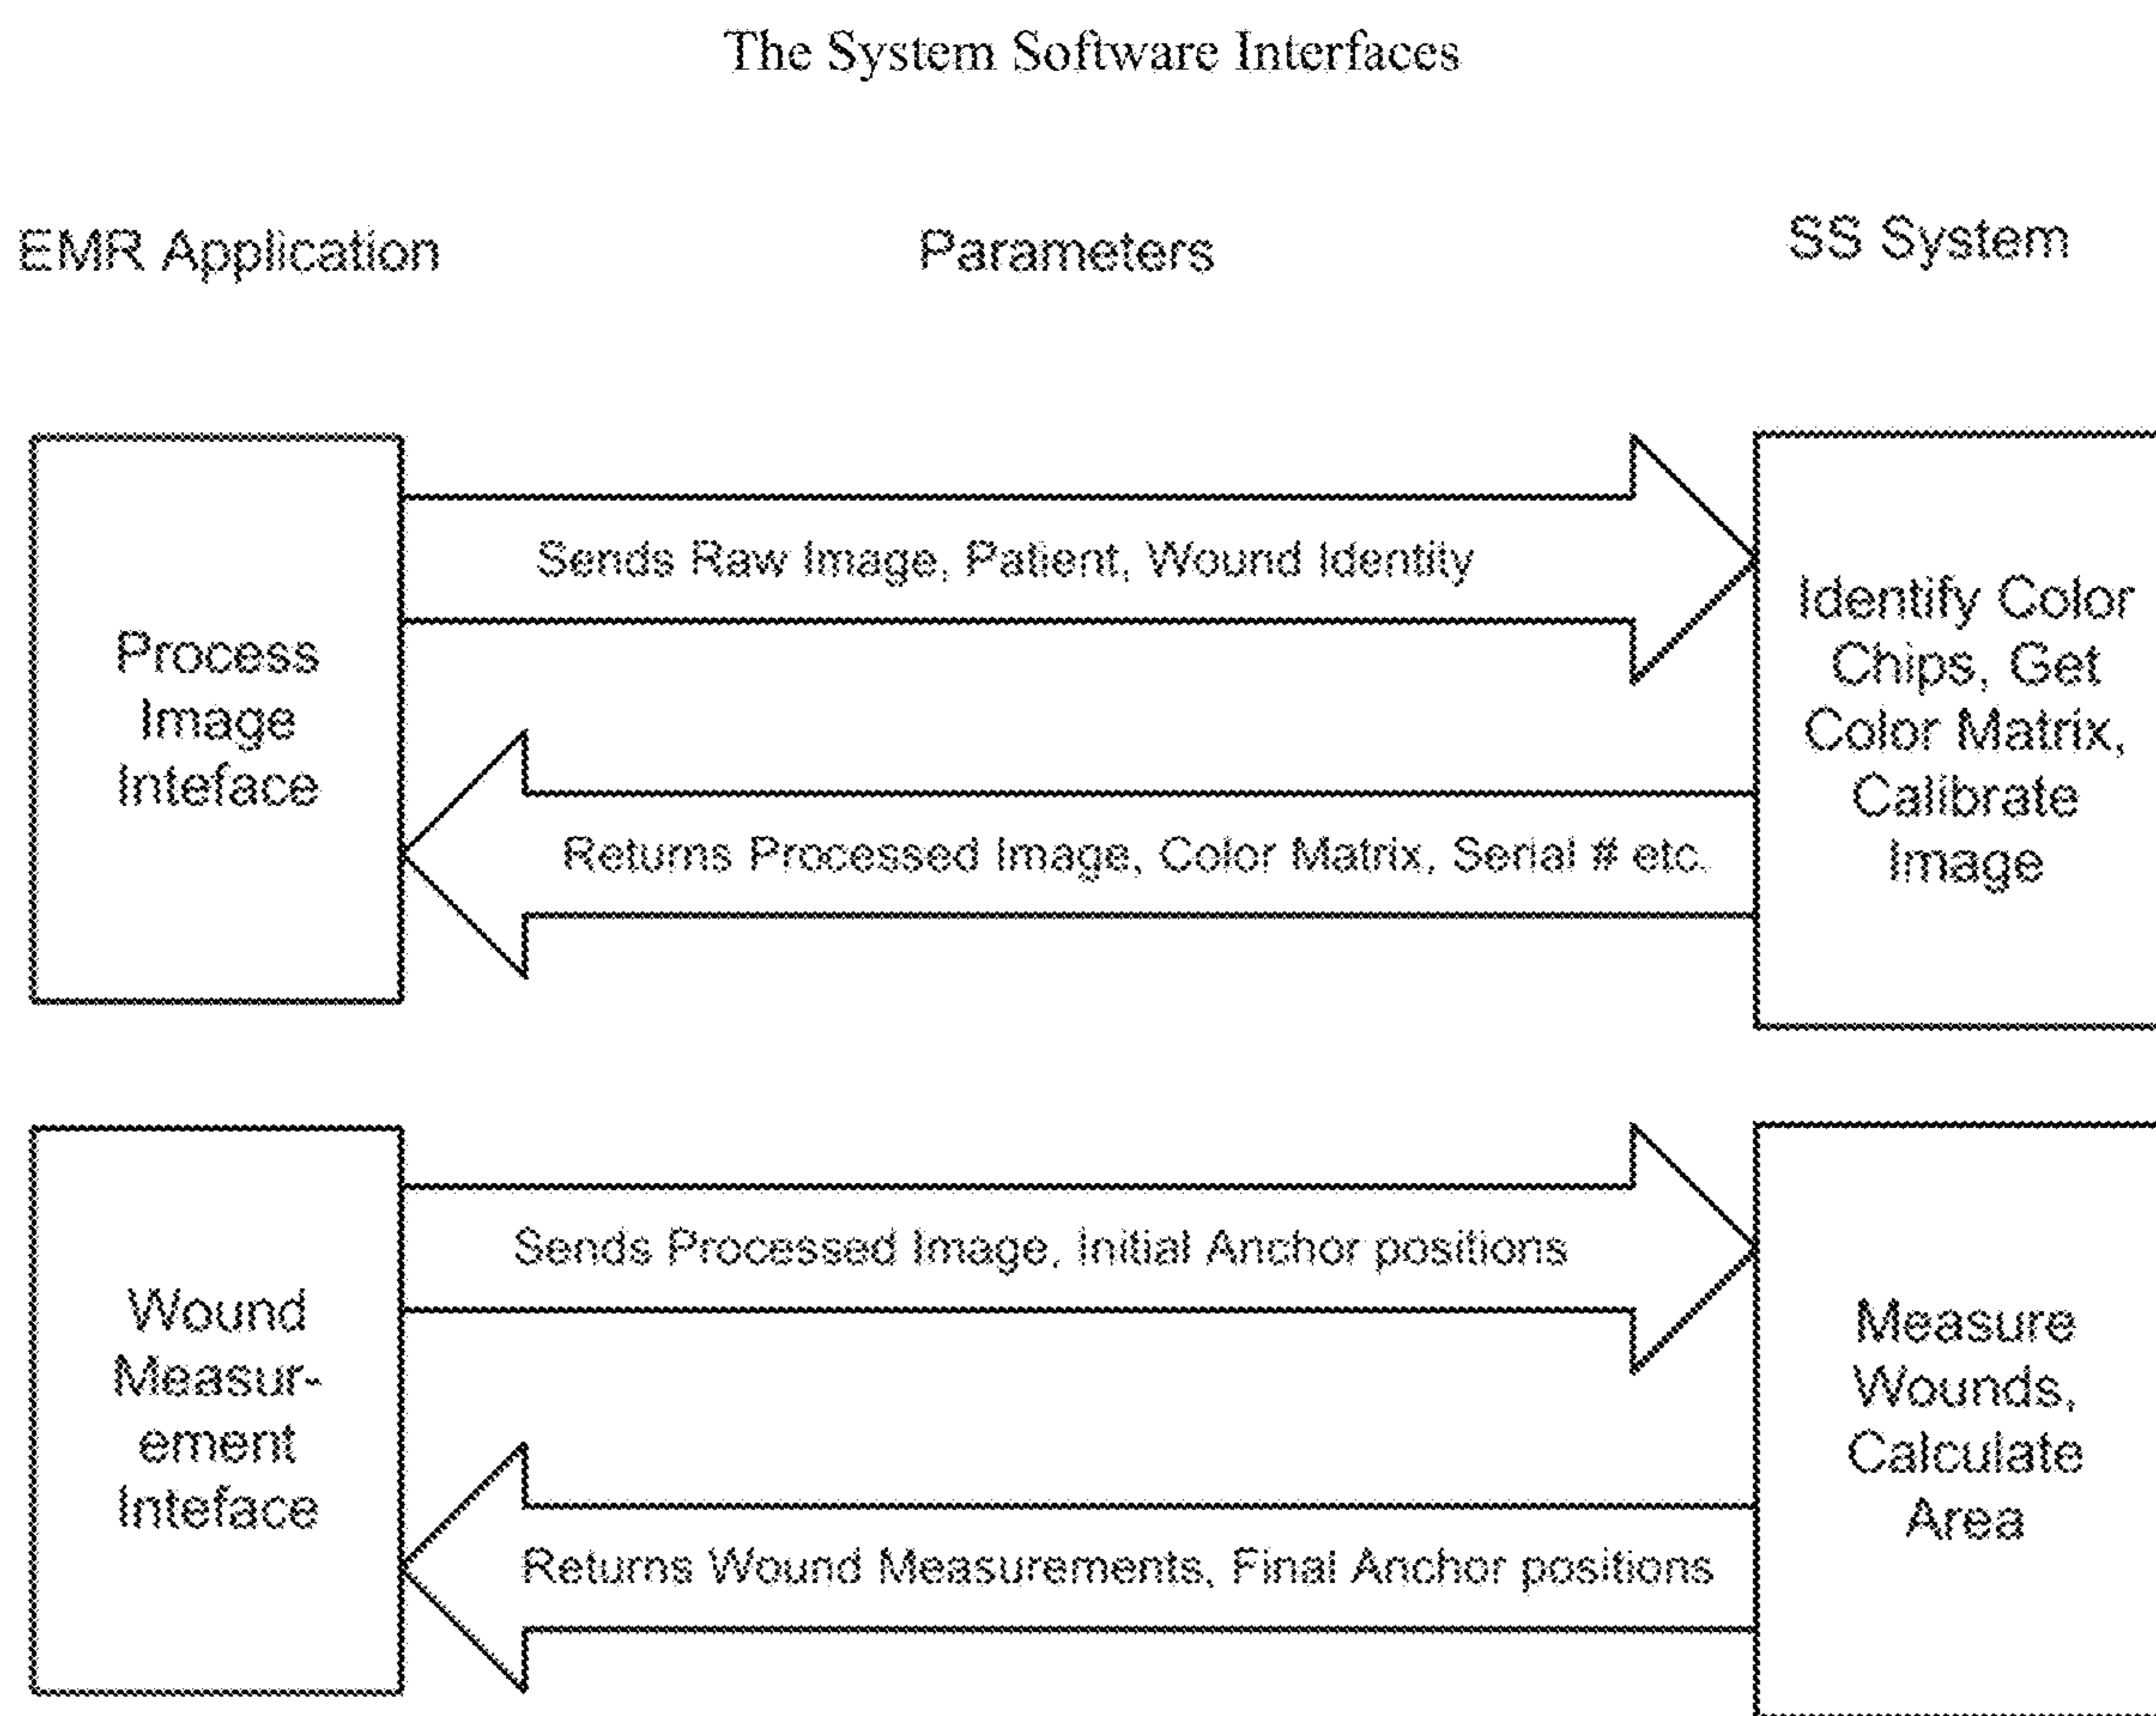 The System Software Interfaces
EMR Application
Parameters
SS System
Process
Image
Inteface
Sends Raw Image, Patient, Wound Identity
Returns Processed Image, Color Matrix, Serial # etc.
Identify Color
Chips, Get
Color Matrix,
Calibrate
Image
Wound
Measur-
ement
Inteface
Sends Processed Image, Initial Anchor positions
Returns Wound Measurements, Final Anchor positions
Measure
Wounds,
Calculate
Area